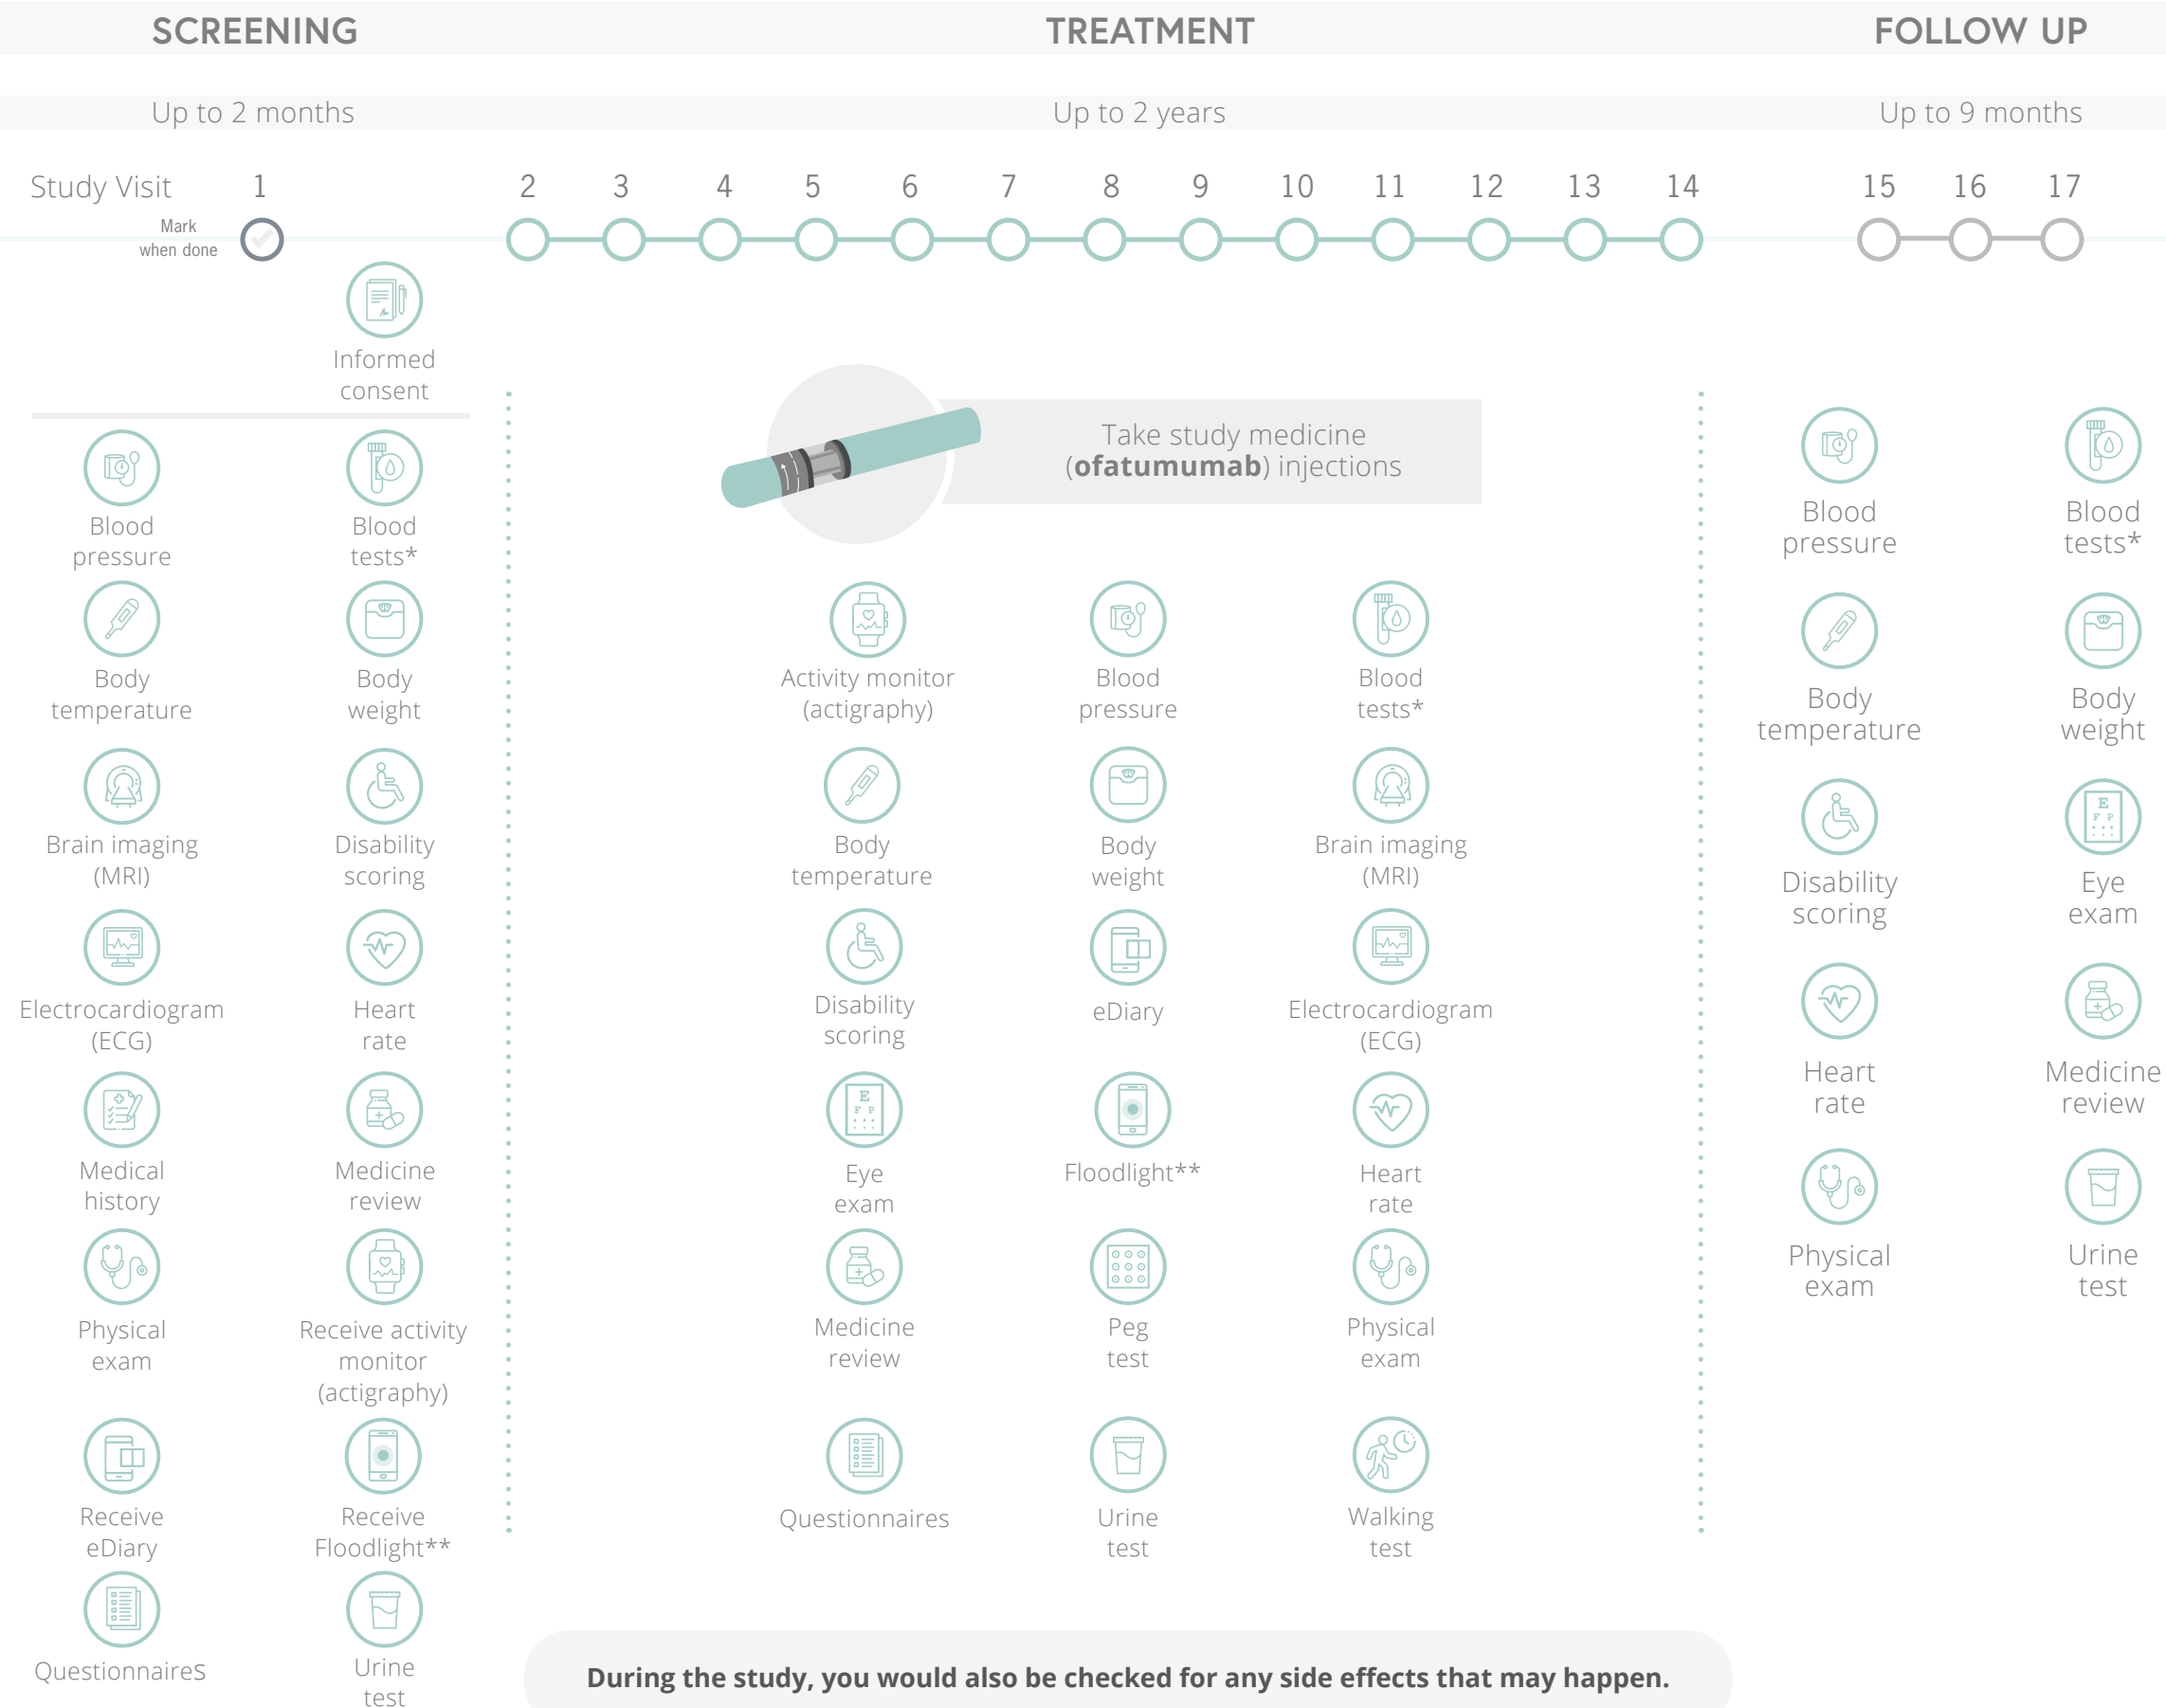 SCREENING
TREATMENT
FOLLOW UP
Up to 2 months
Up to 2 years
Up to 9 months
Study Visit 1 2 3 4 5 6 7 8 9 10 11 12 13 14 15 16 17
Mark
when done
Informed
consent
Blood
pressure
Blood
tests*
Body
temperature
Body
weight
Brain imaging
(MRI)
Disability
scoring
Electrocardiogram
(ECG)
Heart
rate
Medical
history
Medicine
review
Physical
exam
Receive activity
monitor
(actigraphy)
Receive
eDiary
Receive
Floodlight**
Questionnaires
Urine
test
Take study medicine
(ofatumumab) injections
Activity monitor
(actigraphy)
Blood
pressure
Blood
tests*
Body
temperature
Body
weight
Brain imaging
(MRI)
Disability
scoring
eDiary
Electrocardiogram
(ECG)
E
F P
Eye
exam
Floodlight**
Heart
rate
Medicine
review
Peg
test
Physical
exam
Questionnaires
Urine
test
Walking
test
Blood
pressure
Blood
tests*
Body
temperature
Body
weight
Disability
scoring
E
F P
Eye
exam
Heart
rate
Medicine
review
Physical
exam
Urine
test
During the study, you would also be checked for any side effects that may happen.